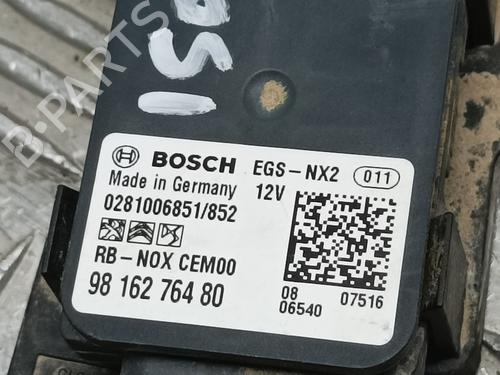 B-PARTS
BOSCH EGS-NX2 011
Made in Germany 12V
0281006851/852
RB-NOX CEM00
98 162 764 80
08 07516
06540